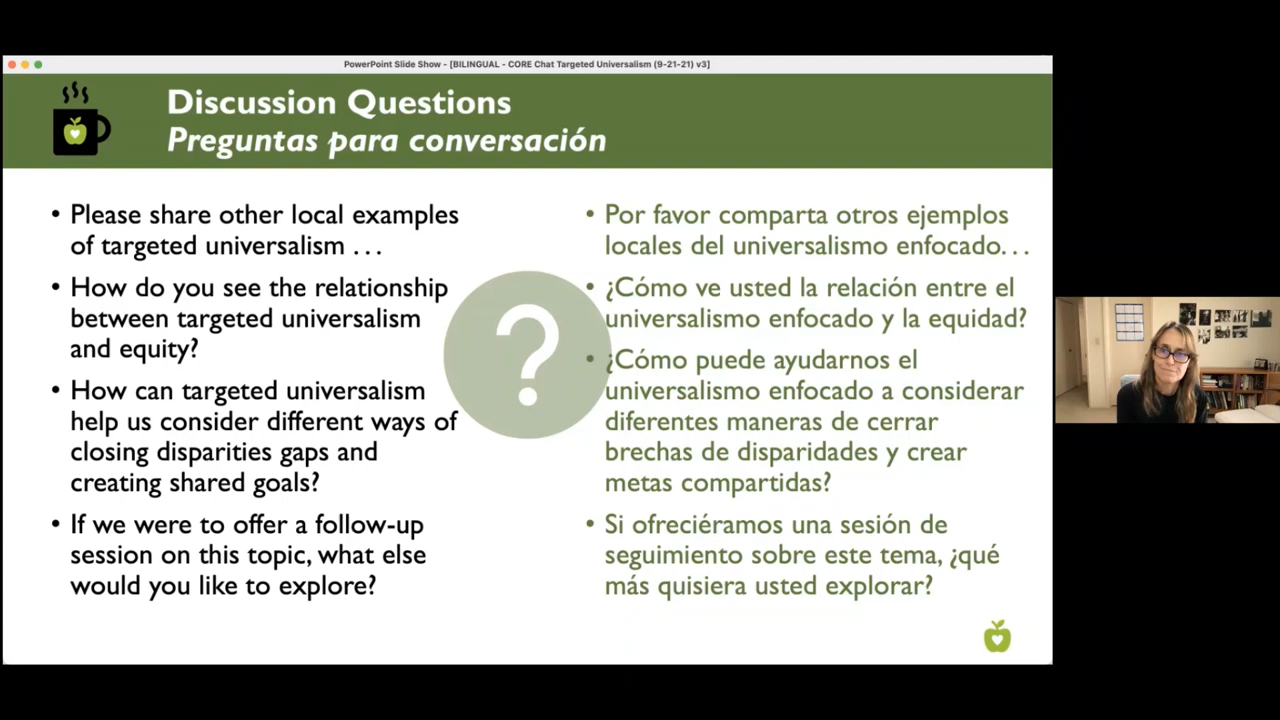 PowerPoint Slide Show - [BILINGUAL - CORE Chat Targeted Universalism (9-21-21) v3]
Discussion Questions
Preguntas para conversación
• Please share other local examples
of targeted universalism . . .
• How do you see the relationship
between targeted universalism
and equity?
• How can targeted universalism
help us consider different ways of
closing disparities gaps and
creating shared goals?
• If we were to offer a follow-up
session on this topic, what else
would you like to explore?
?
• Por favor comparta otros ejemplos
locales del universalismo enfocado. . .
• ¿Cómo ve usted la relación entre el
universalismo enfocado y la equidad?
• ¿Cómo puede ayudarnos el
universalismo enfocado a considerar
diferentes maneras de cerrar
brechas de disparidades y crear
metas compartidas?
• Si ofreciéramos una sesión de
seguimiento sobre este tema, ¿qué
más quisiera usted explorar?